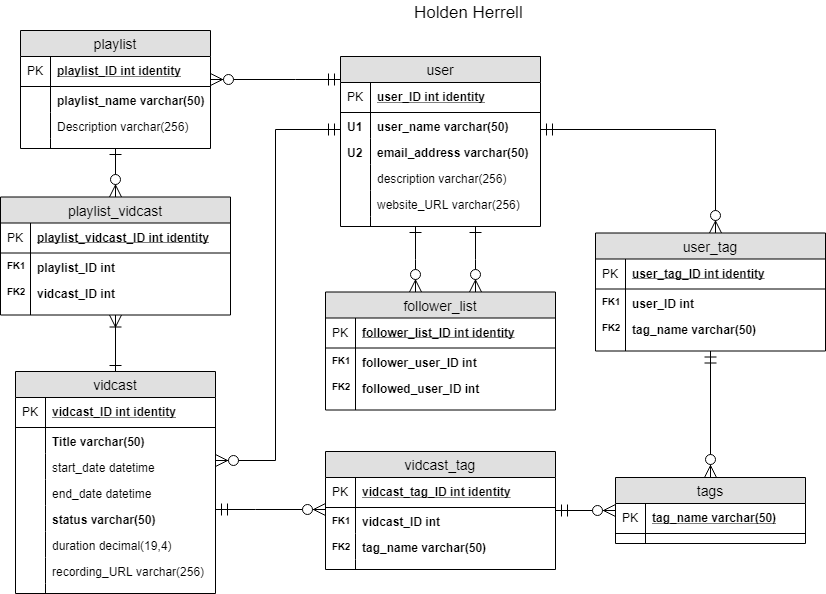 Holden Herrell
playlist
PK playlist_ID int identity
playlist_name varchar(50)
Description varchar(256)
user
PK user_ID int identity
U1 user_name varchar(50)
U2 email_address varchar(50)
description varchar(256)
website_URL varchar(256)
playlist_vidcast
PK playlist_vidcast_ID int identity
FK1 playlist_ID int
FK2 vidcast_ID int
user_tag
PK user_tag_ID int identity
FK1 user_ID int
FK2 tag_name varchar(50)
follower_list
PK follower_list_ID int identity
FK1 follower_user_ID int
FK2 followed_user_ID int
vidcast
PK vidcast_ID int identity
Title varchar(50)
start_date datetime
end_date datetime
status varchar(50)
duration decimal(19,4)
recording_URL varchar(256)
vidcast_tag
PK vidcast_tag_ID int identity
FK1 vidcast_ID int
FK2 tag_name varchar(50)
tags
PK tag_name varchar(50)